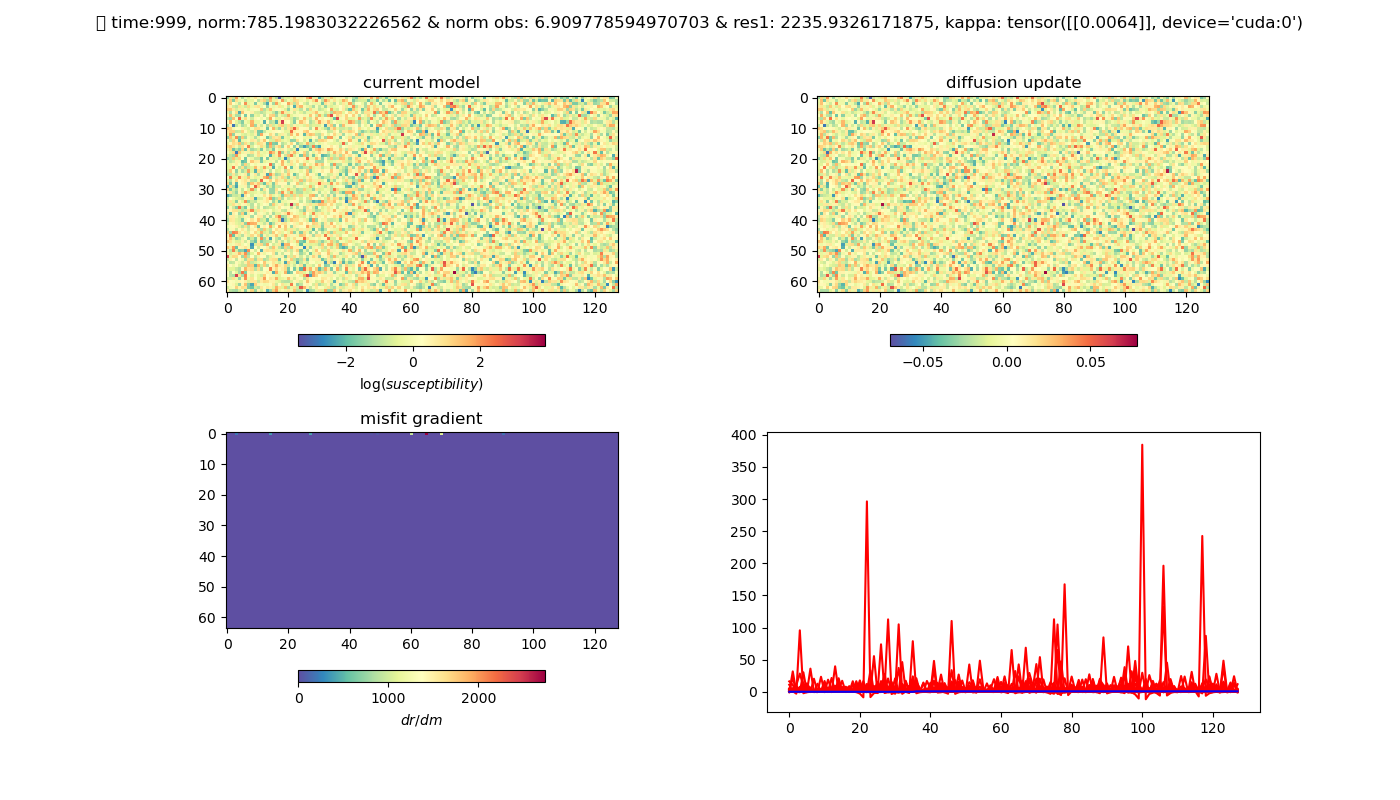 time:999, norm:785.1983032226562 & norm obs: 6.909778594970703 & res1: 2235.9326171875, kappa: tensor([[0.0064]], device='cuda:0')
current model
0
10
20
30
40
50
60
0 20 40 60 80 100 120
−2 0 2
log(susceptibility)
diffusion update
0
10
20
30
40
50
60
0 20 40 60 80 100 120
−0.05 0.00 0.05
misfit gradient
0
10
20
30
40
50
60
0 20 40 60 80 100 120
0 1000 2000
dr/dm
400
350
300
250
200
150
100
50
0
0 20 40 60 80 100 120